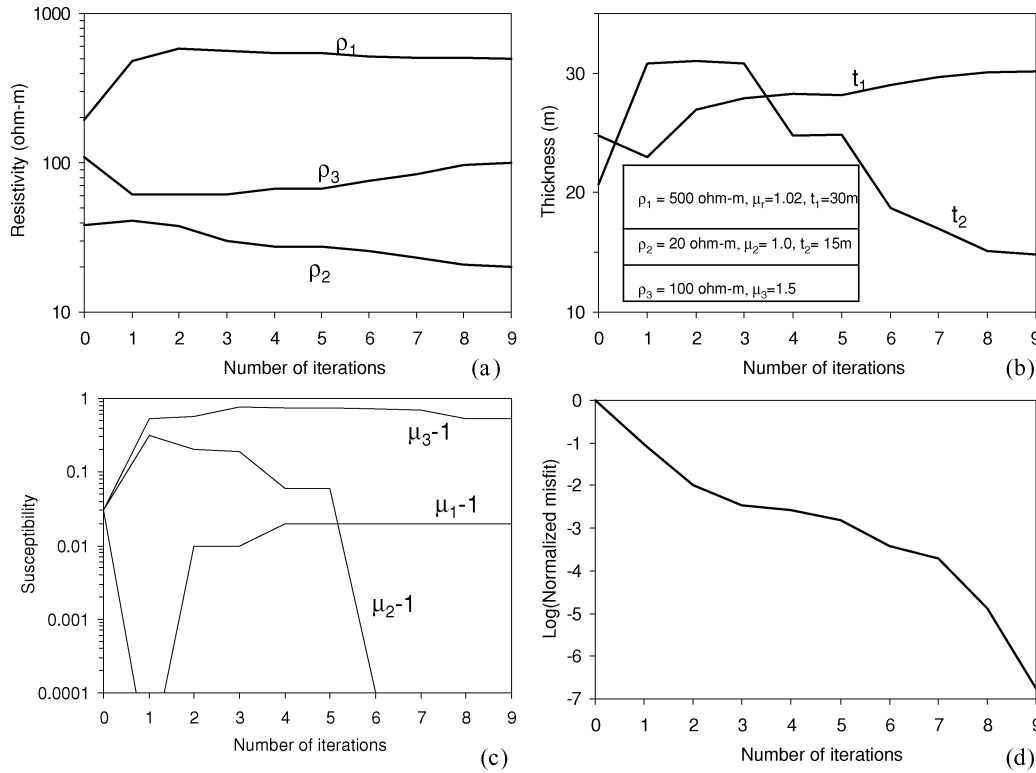 1000
100
10
Resistivity (ohm-m)
ρ1
ρ3
ρ2
0 1 2 3 4 5 6 7 8 9
Number of iterations
(a)
30
20
10
Thickness (m)
t1
t2
ρ1 = 500 ohm-m, μr=1.02, t1=30m
ρ2 = 20 ohm-m, μ2= 1.0, t2= 15m
ρ3 = 100 ohm-m, μ3=1.5
0 1 2 3 4 5 6 7 8 9
Number of iterations
(b)
1
0.1
0.01
0.001
0.0001
Susceptibility
μ3-1
μ1-1
μ2-1
0 1 2 3 4 5 6 7 8 9
Number of iterations
(c)
0
-1
-2
-3
-4
-5
-6
-7
Log(Normalized misfit)
0 1 2 3 4 5 6 7 8 9
Number of iterations
(d)